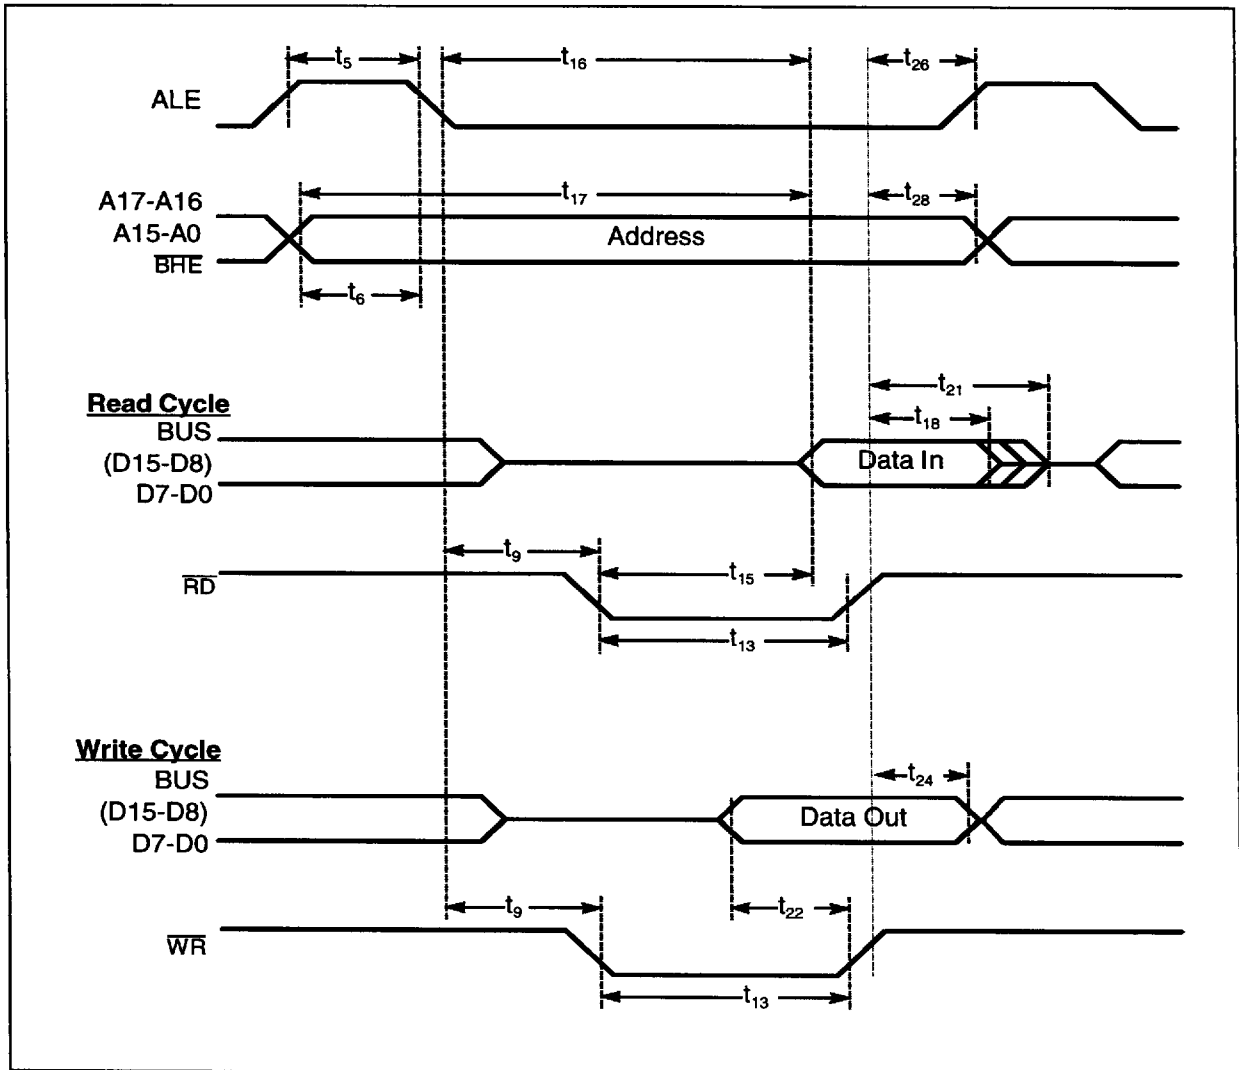 t5 t16 t26
ALE
A17-A16
t17 t28
A15-A0
Address
BHE
t6
t21
Read Cycle
t18
BUS
(D15-D8)
Data In
D7-D0
t9
RD
t15
t13
Write Cycle
BUS
t24
(D15-D8)
Data Out
D7-D0
t9 t22
WR
t13